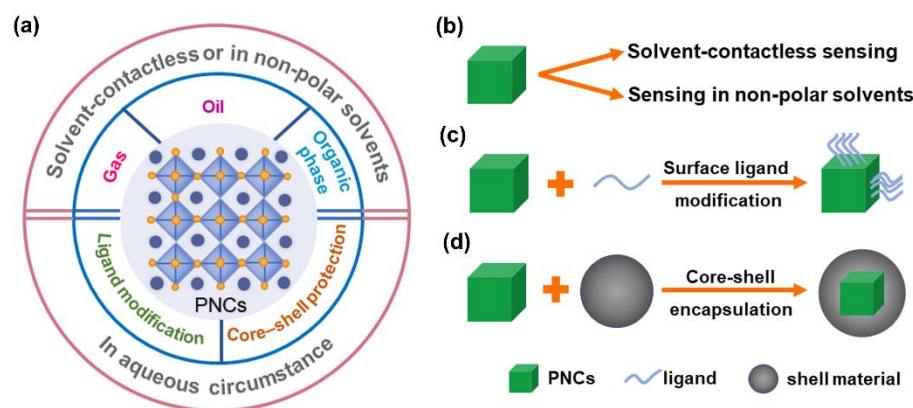 (a)
Solvent-contactless or in non-polar solvents
Gas
Oil
Organic
phase
PNCs
Ligand modification
Core–shell protection
In aqueous circumstance
(b)
Solvent-contactless sensing
Sensing in non-polar solvents
(c)
Surface ligand
modification
(d)
Core-shell
encapsulation
PNCs
ligand
shell material